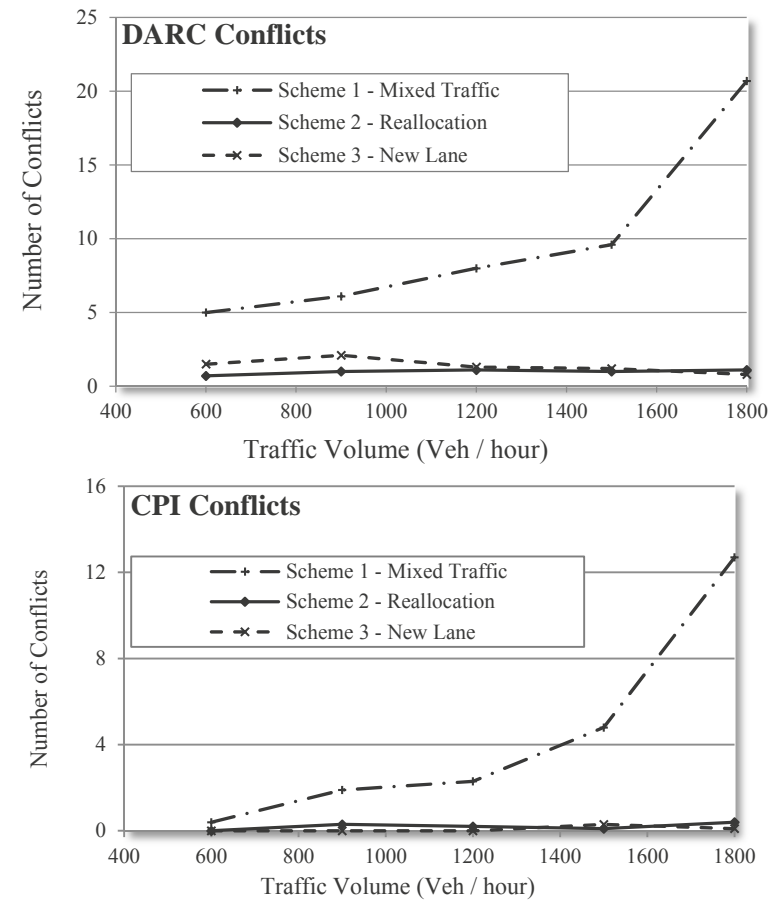 DARC Conflicts
Scheme 1 - Mixed Traffic
Scheme 2 - Reallocation
Scheme 3 - New Lane
Number of Conflicts
25
20
15
10
5
0
400 600 800 1000 1200 1400 1600 1800
Traffic Volume (Veh / hour)
CPI Conflicts
Scheme 1 - Mixed Traffic
Scheme 2 - Reallocation
Scheme 3 - New Lane
Number of Conflicts
16
12
8
4
0
400 600 800 1000 1200 1400 1600 1800
Traffic Volume (Veh / hour)